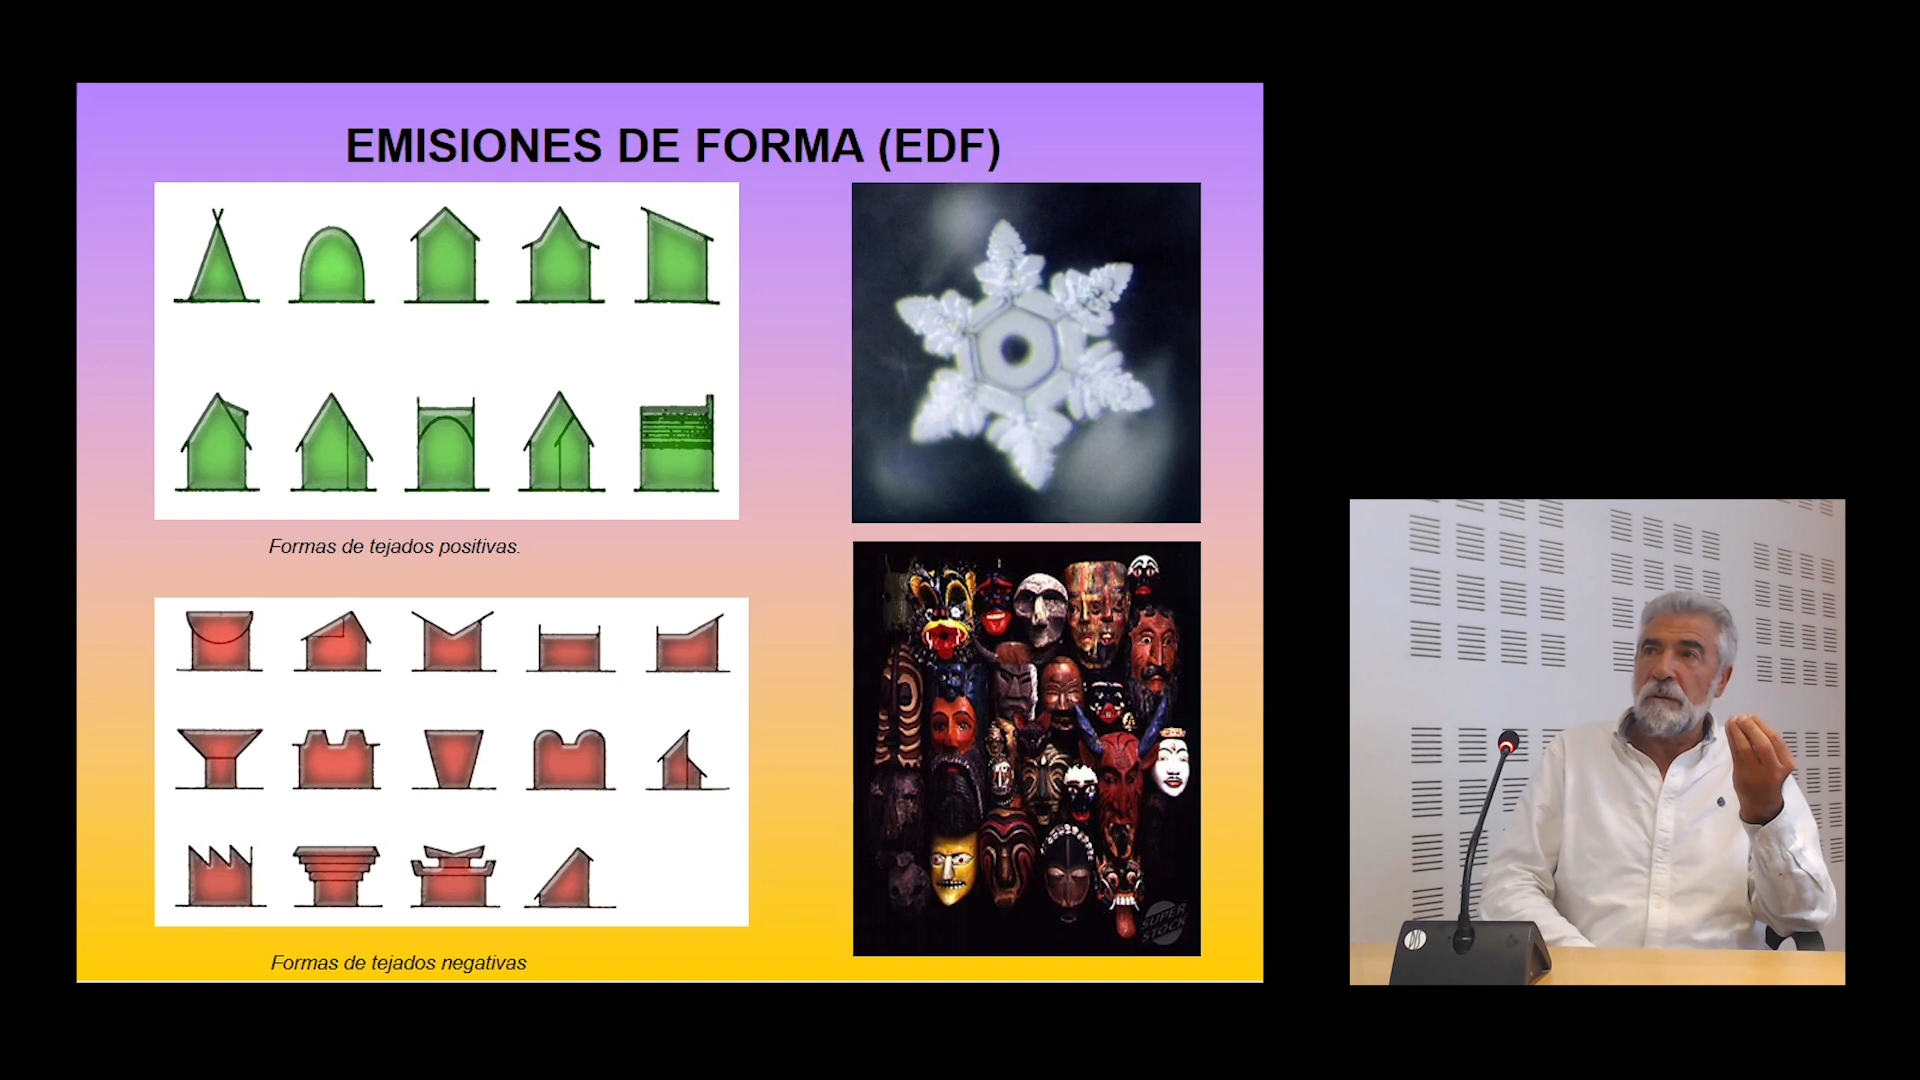 EMISIONES DE FORMA (EDF)
Formas de tejados positivas.
Formas de tejados negativas
SUPER
STOCK